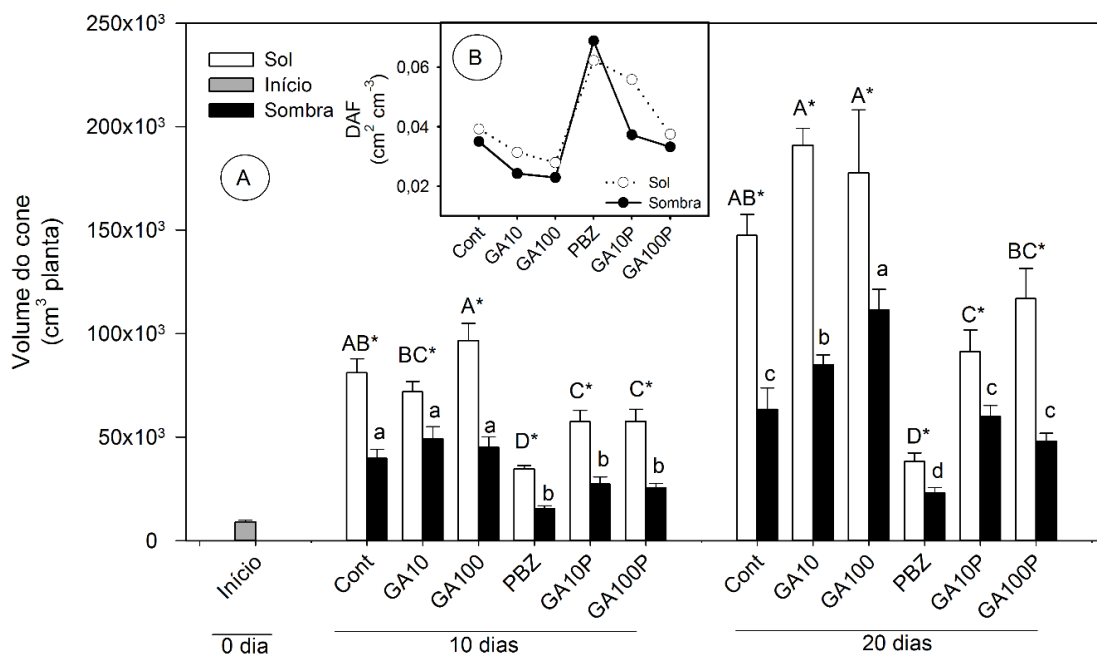 250x10³
200x10³
150x10³
100x10³
50x10³
0
Volume do cone
(cm³ planta)
Sol
Início
Sombra
A
B
DAF
(cm² cm⁻³)
0,06
0,04
0,02
Sol
Sombra
Cont GA10 GA100 PBZ GA10P GA100P
AB* a BC* a A* a D* b C* b C* b
AB* c A* b A* a D* d C* c BC* c
Início Cont GA10 GA100 PBZ GA10P GA100P Cont GA10 GA100 PBZ GA10P GA100P
0 dia 10 dias 20 dias